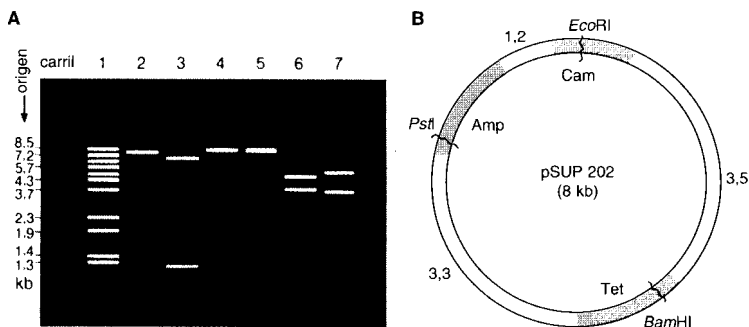 A
↓ origen
carril 1 2 3 4 5 6 7
8.5
7.2
5.7
4.3
3.7
2.3
1.9
1.4
1.3
kb
B
EcoRI
1,2
Cam
PstI
Amp
pSUP 202
(8 kb)
3,5
3,3
Tet
BamHI